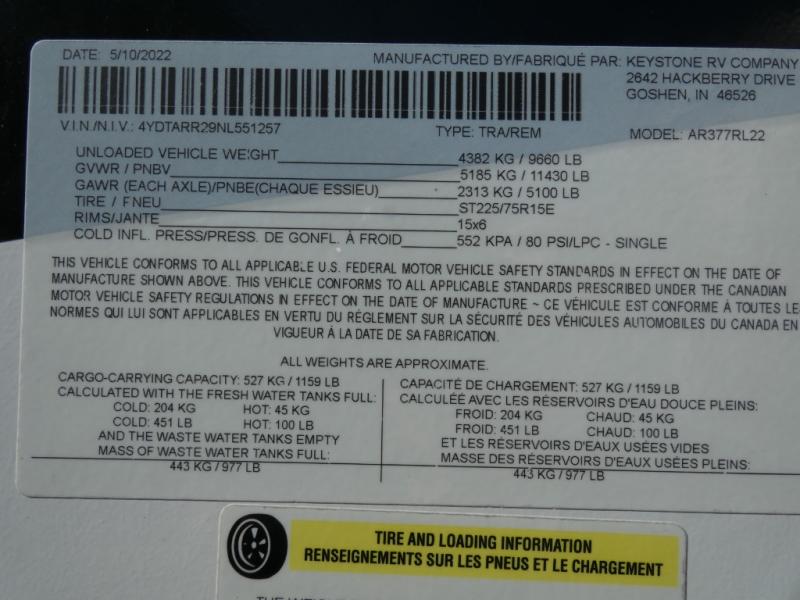 DATE: 5/10/2022
MANUFACTURED BY/FABRIQUÉ PAR: KEYSTONE RV COMPANY
2642 HACKBERRY DRIVE
GOSHEN, IN 46526
V.I.N./N.I.V.: 4YDTARR29NL551257
TYPE: TRA/REM
MODEL: AR377RL22
UNLOADED VEHICLE WEIGHT 4382 KG / 9660 LB
GVWR / PNBV 5185 KG / 11430 LB
GAWR (EACH AXLE)/PNBE(CHAQUE ESSIEU) 2313 KG / 5100 LB
TIRE / PNEU ST225/75R15E
RIMS/JANTE 15x6
COLD INFL. PRESS/PRESS. DE GONFL. À FROID 552 KPA / 80 PSI/LPC - SINGLE
THIS VEHICLE CONFORMS TO ALL APPLICABLE U.S. FEDERAL MOTOR VEHICLE SAFETY STANDARDS IN EFFECT ON THE DATE OF
MANUFACTURE SHOWN ABOVE. THIS VEHICLE CONFORMS TO ALL APPLICABLE STANDARDS PRESCRIBED UNDER THE CANADIAN
MOTOR VEHICLE SAFETY REGULATIONS IN EFFECT ON THE DATE OF MANUFACTURE ~ CE VÉHICULE EST CONFORME À TOUTES LE
NORMES QUI LUI SONT APPLICABLES EN VERTU DU RÉGLEMENT SUR LA SÉCURITÉ DES VÉHICULES AUTOMOBILES DU CANADA EN
VIGUEUR À LA DATE DE SA FABRICATION.
ALL WEIGHTS ARE APPROXIMATE.
CARGO-CARRYING CAPACITY: 527 KG / 1159 LB
CALCULATED WITH THE FRESH WATER TANKS FULL:
COLD: 204 KG HOT: 45 KG
COLD: 451 LB HOT: 100 LB
AND THE WASTE WATER TANKS EMPTY
MASS OF WASTE WATER TANKS FULL:
443 KG / 977 LB
CAPACITÉ DE CHARGEMENT: 527 KG / 1159 LB
CALCULÉE AVEC LES RÉSERVOIRS D'EAU DOUCE PLEINS:
FROID: 204 KG CHAUD: 45 KG
FROID: 451 LB CHAUD: 100 LB
ET LES RÉSERVOIRS D'EAUX USÉES VIDES
MASSE DES RÉSERVOIRS D'EAUX USÉES PLEINS:
443 KG / 977 LB
TIRE AND LOADING INFORMATION
RENSEIGNEMENTS SUR LES PNEUS ET LE CHARGEMENT